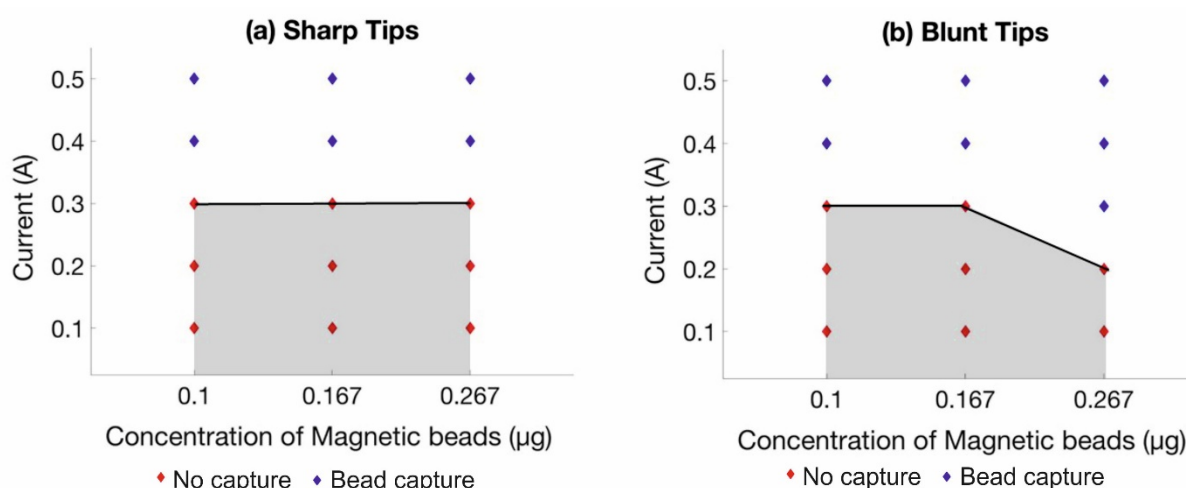 (a) Sharp Tips
0.5
0.4
0.3
0.2
0.1
Current (A)
0.1 0.167 0.267
Concentration of Magnetic beads (µg)
No capture Bead capture
(b) Blunt Tips
0.5
0.4
0.3
0.2
0.1
Current (A)
0.1 0.167 0.267
Concentration of Magnetic beads (µg)
No capture Bead capture